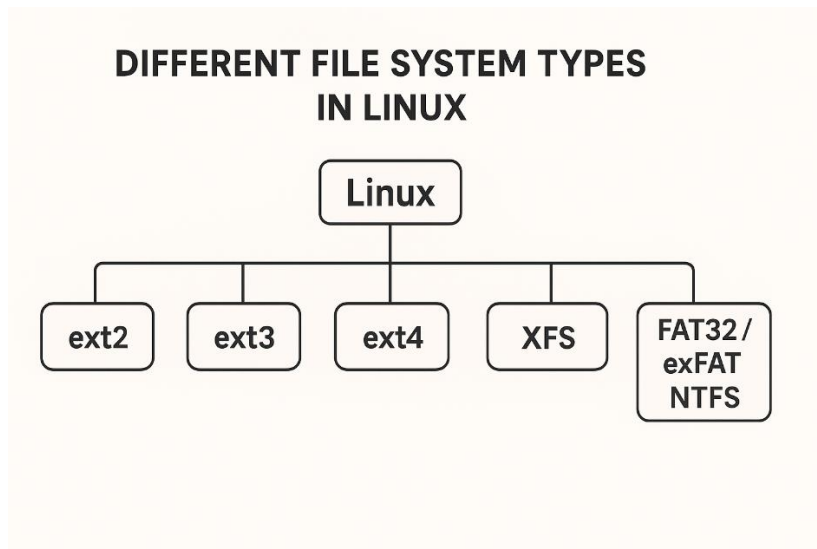 DIFFERENT FILE SYSTEM TYPES
IN LINUX
Linux
ext2
ext3
ext4
XFS
FAT32 /
exFAT
NTFS